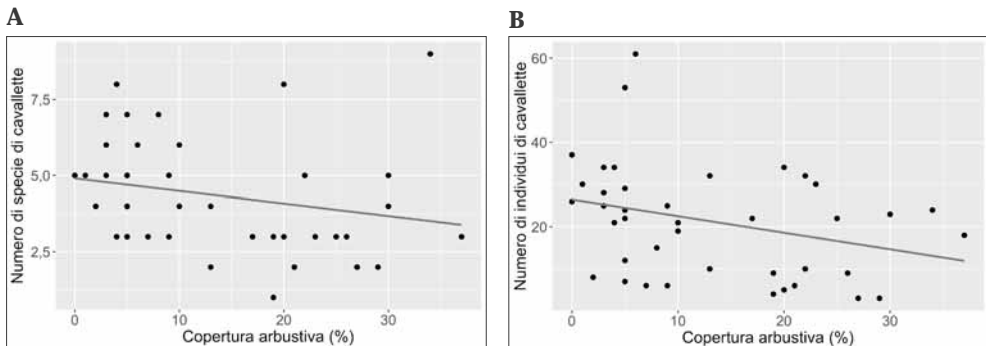 A
Numero di specie di cavallette
7.5
5.0
2.5
0
10
20
30
Copertura arbustiva (%)
B
Numero di individui di cavallette
60
40
20
0
10
20
30
Copertura arbustiva (%)